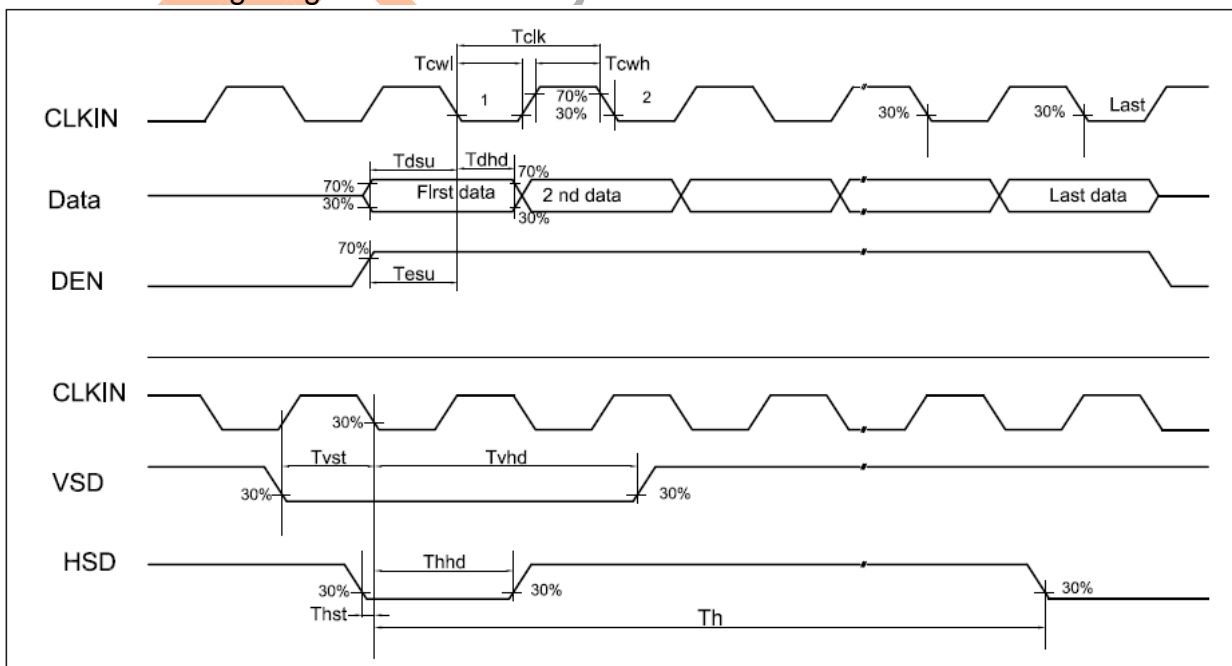 Tclk
Tcwl
Tcwh
CLKIN
1
70%
30%
2
30%
30%
Last
Tdsu
Tdhd
Data
70%
30%
FIrst data
70%
30%
2 nd data
Last data
DEN
70%
Tesu
CLKIN
30%
VSD
Tvst
Tvhd
30%
30%
HSD
Thhd
30%
30%
30%
Thst
Th